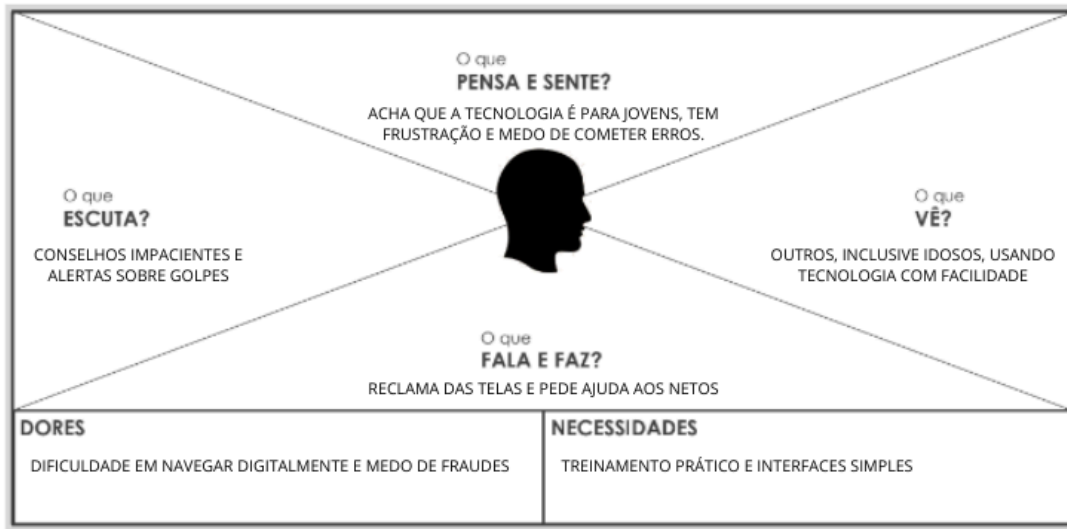 O que
PENSA E SENTE?
ACHA QUE A TECNOLOGIA É PARA JOVENS, TEM
FRUSTRAÇÃO E MEDO DE COMETER ERROS.
O que
ESCUTA?
CONSELHOS IMPACIENTES E
ALERTAS SOBRE GOLPES
O que
VÊ?
OUTROS, INCLUSIVE IDOSOS, USANDO
TECNOLOGIA COM FACILIDADE
O que
FALA E FAZ?
RECLAMA DAS TELAS E PEDE AJUDA AOS NETOS
DORES
DIFICULDADE EM NAVEGAR DIGITALMENTE E MEDO DE FRAUDES
NECESSIDADES
TREINAMENTO PRÁTICO E INTERFACES SIMPLES